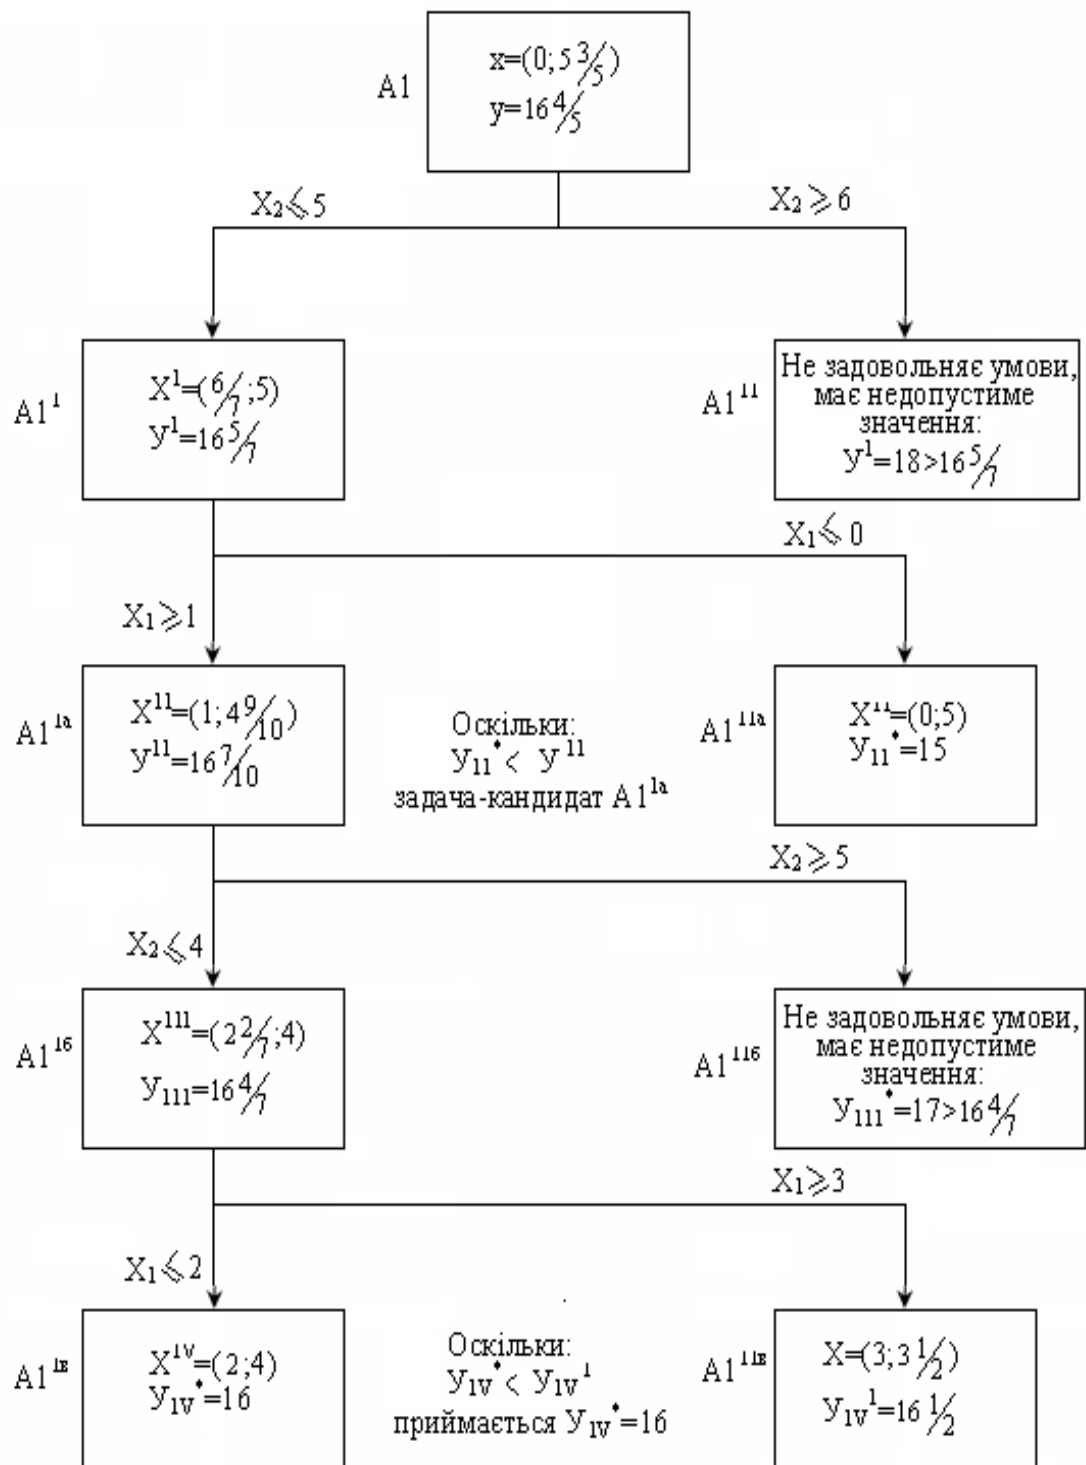 A1
x=(0; 5 3/5)
y=16 4/5
X₂⩽5
X₂⩾6
A1¹
X¹=(6/7;5)
У¹=16 5/7
A1¹¹
Не задовольняє умови,
має недопустиме
значення:
У¹=18>16 5/7
X₁⩽0
X₁⩾1
A1¹ᵃ
X¹¹=(1; 4 9/10)
У¹¹=16 7/10
Оскільки:
У₁₁*< У¹¹
задача-кандидат A1¹ᵃ
A1¹¹ᵃ
X¹¹=(0;5)
У₁₁*=15
X₂⩾5
X₂⩽4
A1¹ᵟ
X¹¹¹=(2 2/7;4)
У₁₁₁=16 4/7
A1¹¹ᵟ
Не задовольняє умови,
має недопустиме
значення:
У₁₁₁*=17>16 4/7
X₁⩾3
X₁⩽2
A1¹ᵸ
X¹ⱽ=(2;4)
У₁ᵥ*=16
Оскільки:
У₁ᵥ*< У₁ᵥ¹
приймається У₁ᵥ*=16
A1¹¹ᵸ
X=(3; 3 1/2)
У₁ᵥ¹=16 1/2